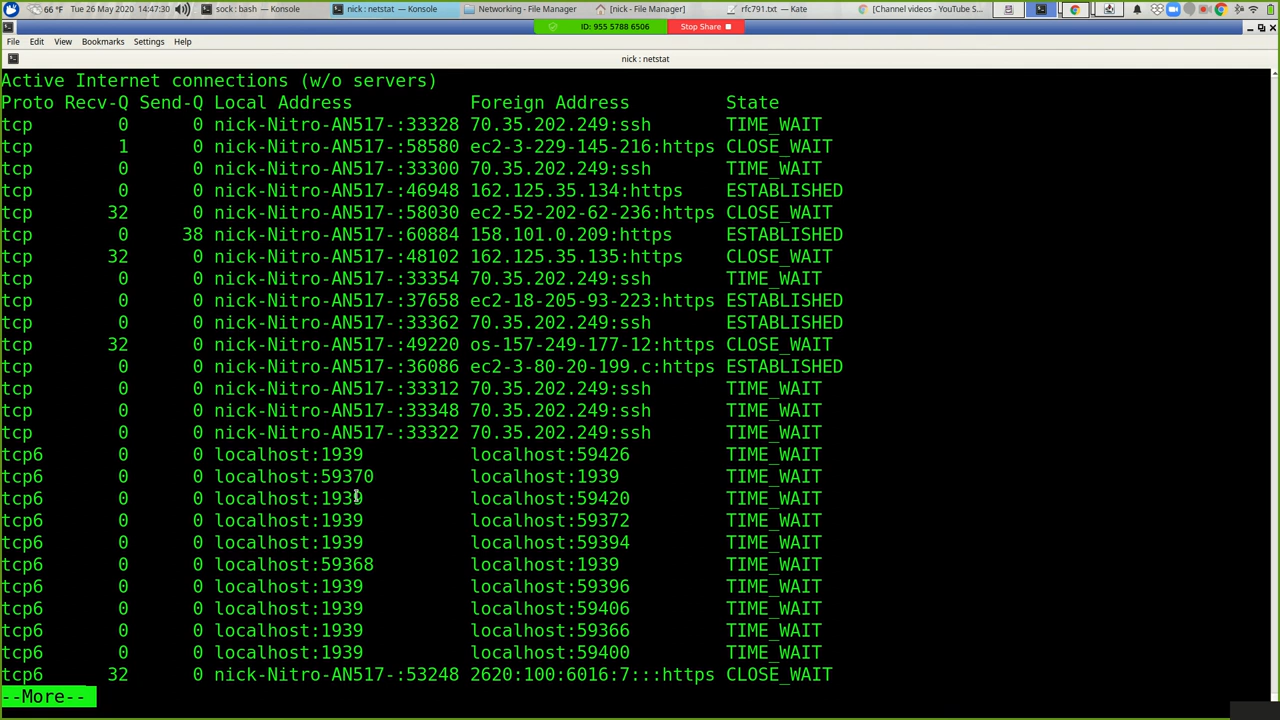 66 °F Tue 26 May 2020 14:47:30 sock : bash — Konsole nick : netstat — Konsole Networking - File Manager [nick - File Manager] rfc791.txt — Kate [Channel videos - YouTube S...
ID: 955 5788 6506 Stop Share
File Edit View Bookmarks Settings Help
nick : netstat
Active Internet connections (w/o servers)
Proto Recv-Q Send-Q Local Address Foreign Address State
tcp 0 0 nick-Nitro-AN517-:33328 70.35.202.249:ssh TIME_WAIT
tcp 1 0 nick-Nitro-AN517-:58580 ec2-3-229-145-216:https CLOSE_WAIT
tcp 0 0 nick-Nitro-AN517-:33300 70.35.202.249:ssh TIME_WAIT
tcp 0 0 nick-Nitro-AN517-:46948 162.125.35.134:https ESTABLISHED
tcp 32 0 nick-Nitro-AN517-:58030 ec2-52-202-62-236:https CLOSE_WAIT
tcp 0 38 nick-Nitro-AN517-:60884 158.101.0.209:https ESTABLISHED
tcp 32 0 nick-Nitro-AN517-:48102 162.125.35.135:https CLOSE_WAIT
tcp 0 0 nick-Nitro-AN517-:33354 70.35.202.249:ssh TIME_WAIT
tcp 0 0 nick-Nitro-AN517-:37658 ec2-18-205-93-223:https ESTABLISHED
tcp 0 0 nick-Nitro-AN517-:33362 70.35.202.249:ssh ESTABLISHED
tcp 32 0 nick-Nitro-AN517-:49220 os-157-249-177-12:https CLOSE_WAIT
tcp 0 0 nick-Nitro-AN517-:36086 ec2-3-80-20-199.c:https ESTABLISHED
tcp 0 0 nick-Nitro-AN517-:33312 70.35.202.249:ssh TIME_WAIT
tcp 0 0 nick-Nitro-AN517-:33348 70.35.202.249:ssh TIME_WAIT
tcp 0 0 nick-Nitro-AN517-:33322 70.35.202.249:ssh TIME_WAIT
tcp6 0 0 localhost:1939 localhost:59426 TIME_WAIT
tcp6 0 0 localhost:59370 localhost:1939 TIME_WAIT
tcp6 0 0 localhost:1939 localhost:59420 TIME_WAIT
tcp6 0 0 localhost:1939 localhost:59372 TIME_WAIT
tcp6 0 0 localhost:1939 localhost:59394 TIME_WAIT
tcp6 0 0 localhost:59368 localhost:1939 TIME_WAIT
tcp6 0 0 localhost:1939 localhost:59396 TIME_WAIT
tcp6 0 0 localhost:1939 localhost:59406 TIME_WAIT
tcp6 0 0 localhost:1939 localhost:59366 TIME_WAIT
tcp6 0 0 localhost:1939 localhost:59400 TIME_WAIT
tcp6 32 0 nick-Nitro-AN517-:53248 2620:100:6016:7:::https CLOSE_WAIT
--More--